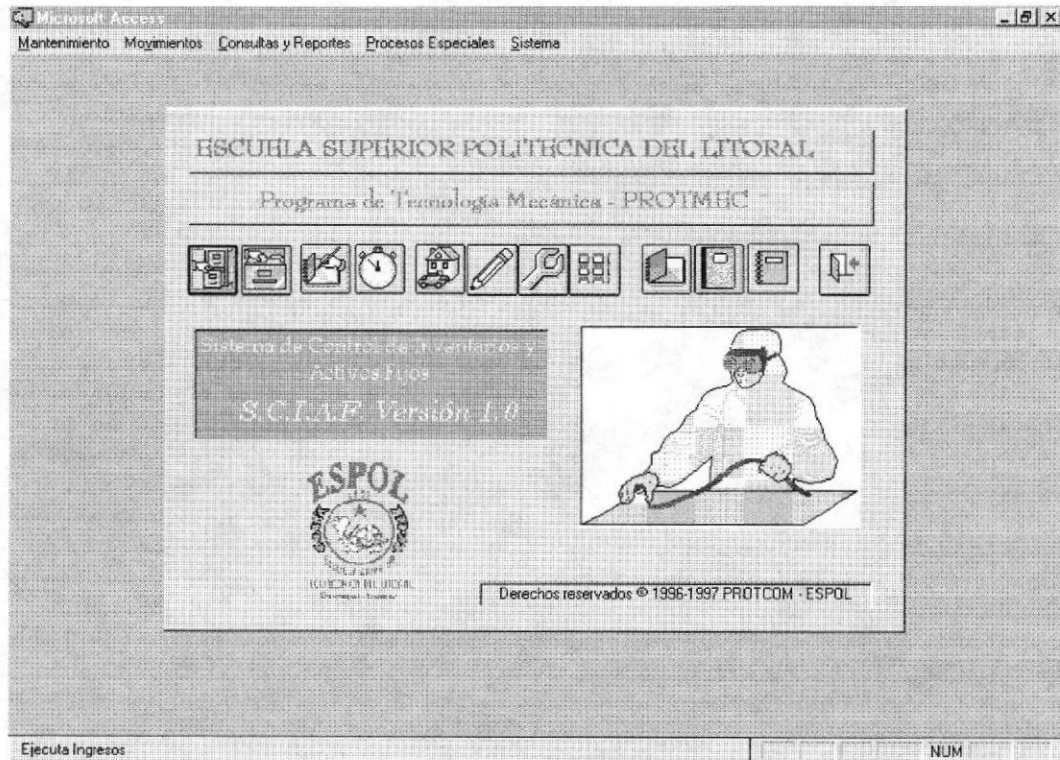 Microsoft Access
Mantenimiento Movimientos Consultas y Reportes Procesos Especiales Sistema
ESCUELA SUPERIOR POLITECNICA DEL LITORAL
Programa de Tecnología Mecánica - PROTMEC
Sistema de Control de Inventarios y
Activos Fijos
S.C.I.A.F. Versión 1.0
ESPOL
Derechos reservados © 1996-1997 PROTCOM - ESPOL
Ejecuta Ingresos
NUM